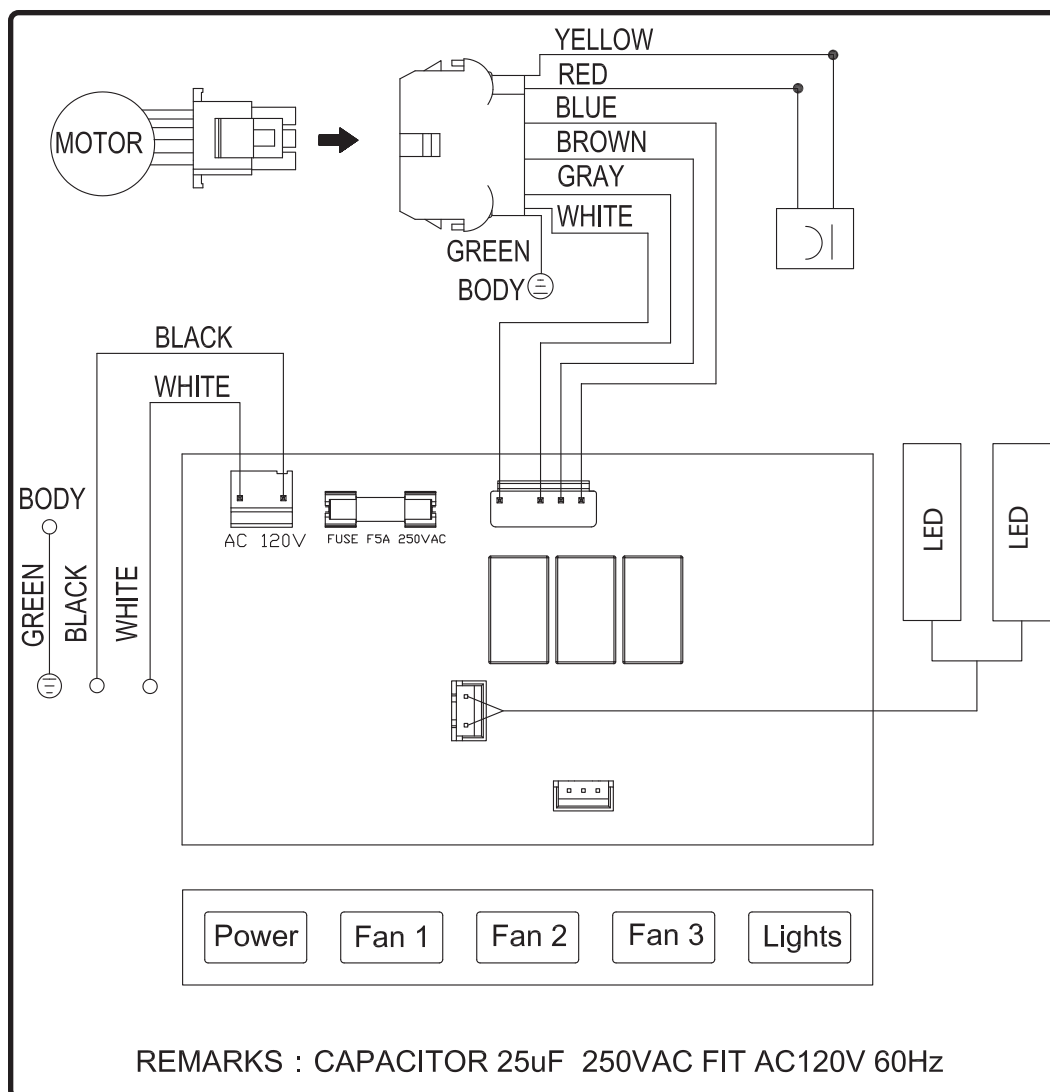 YELLOW
RED
BLUE
BROWN
GRAY
WHITE
MOTOR
GREEN
BODY
BLACK
WHITE
BODY
GREEN
BLACK
WHITE
AC 120V
FUSE F5A 250VAC
LED
LED
Power
Fan 1
Fan 2
Fan 3
Lights
REMARKS : CAPACITOR 25uF 250VAC FIT AC120V 60Hz